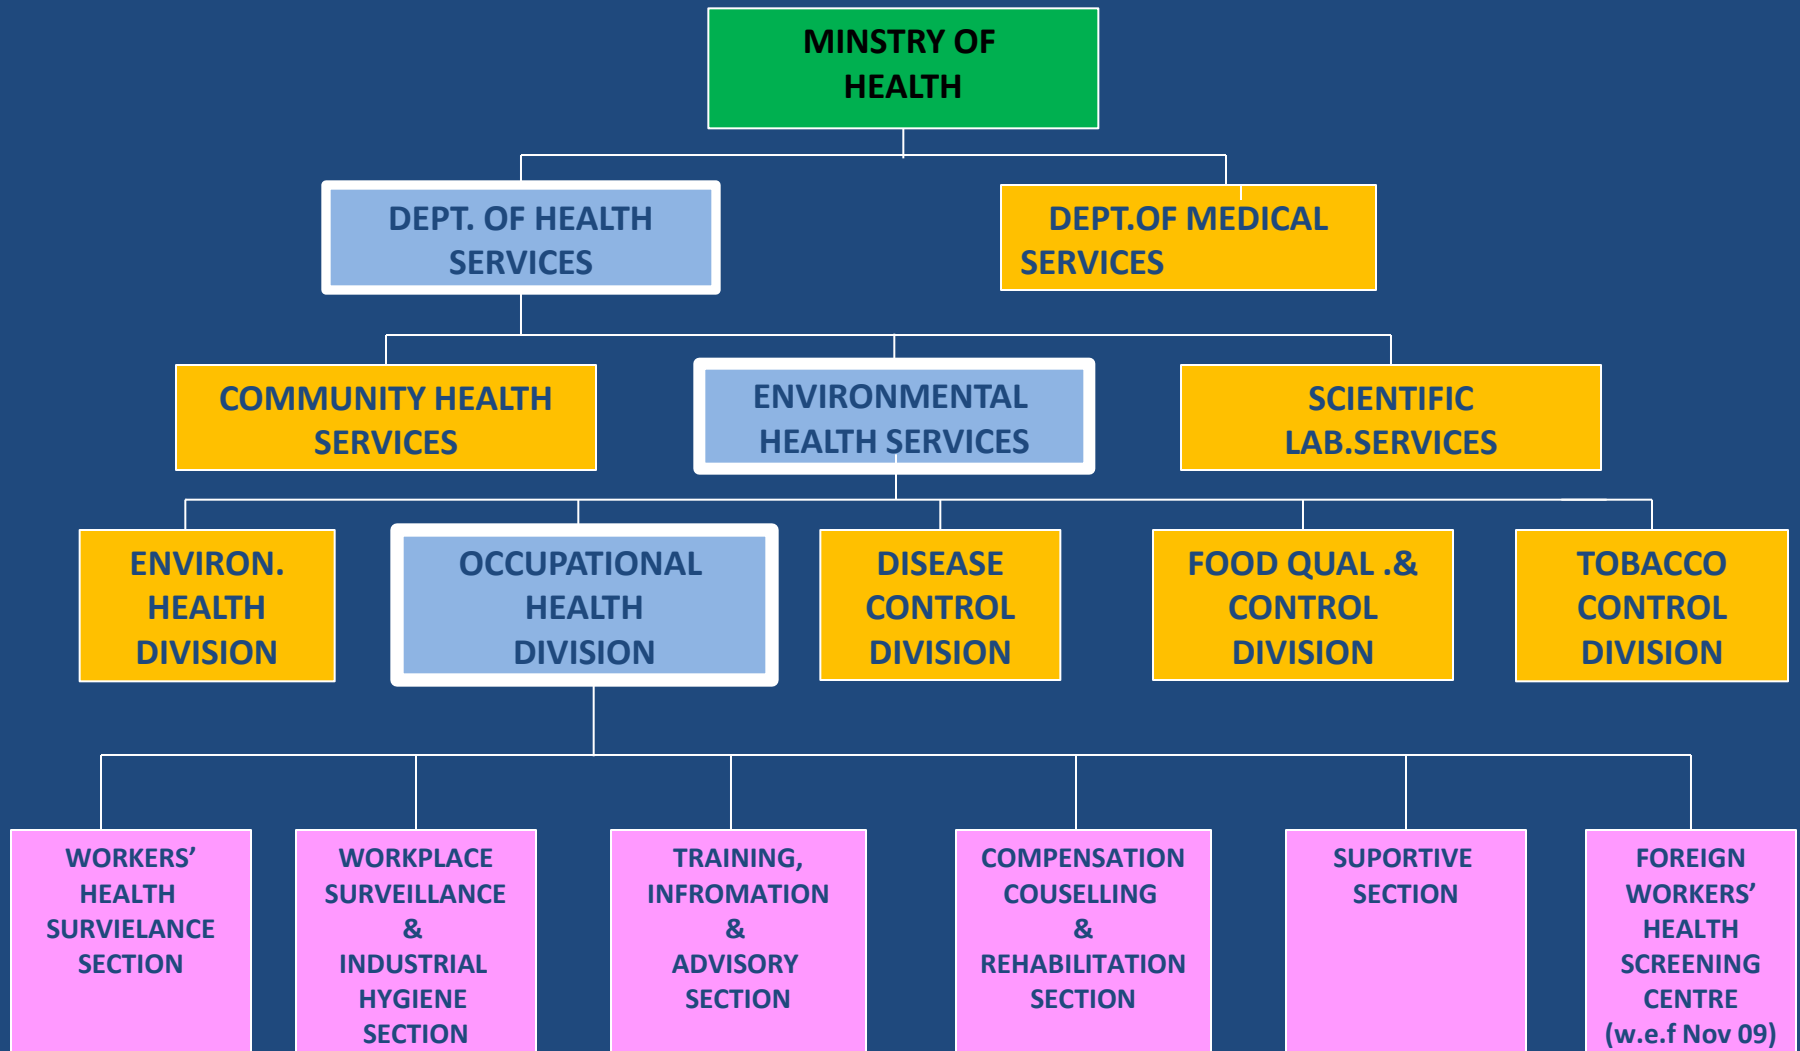 MINSTRY OF
HEALTH
DEPT. OF HEALTH
SERVICES
DEPT.OF MEDICAL
SERVICES
COMMUNITY HEALTH
SERVICES
ENVIRONMENTAL
HEALTH SERVICES
SCIENTIFIC
LAB.SERVICES
ENVIRON.
HEALTH
DIVISION
OCCUPATIONAL
HEALTH
DIVISION
DISEASE
CONTROL
DIVISION
FOOD QUAL .&
CONTROL
DIVISION
TOBACCO
CONTROL
DIVISION
WORKERS’
HEALTH
SURVIELANCE
SECTION
WORKPLACE
SURVEILLANCE
&
INDUSTRIAL
HYGIENE
SECTION
TRAINING,
INFROMATION
&
ADVISORY
SECTION
COMPENSATION
COUSELLING
&
REHABILITATION
SECTION
SUPORTIVE
SECTION
FOREIGN
WORKERS’
HEALTH
SCREENING
CENTRE
(w.e.f Nov 09)